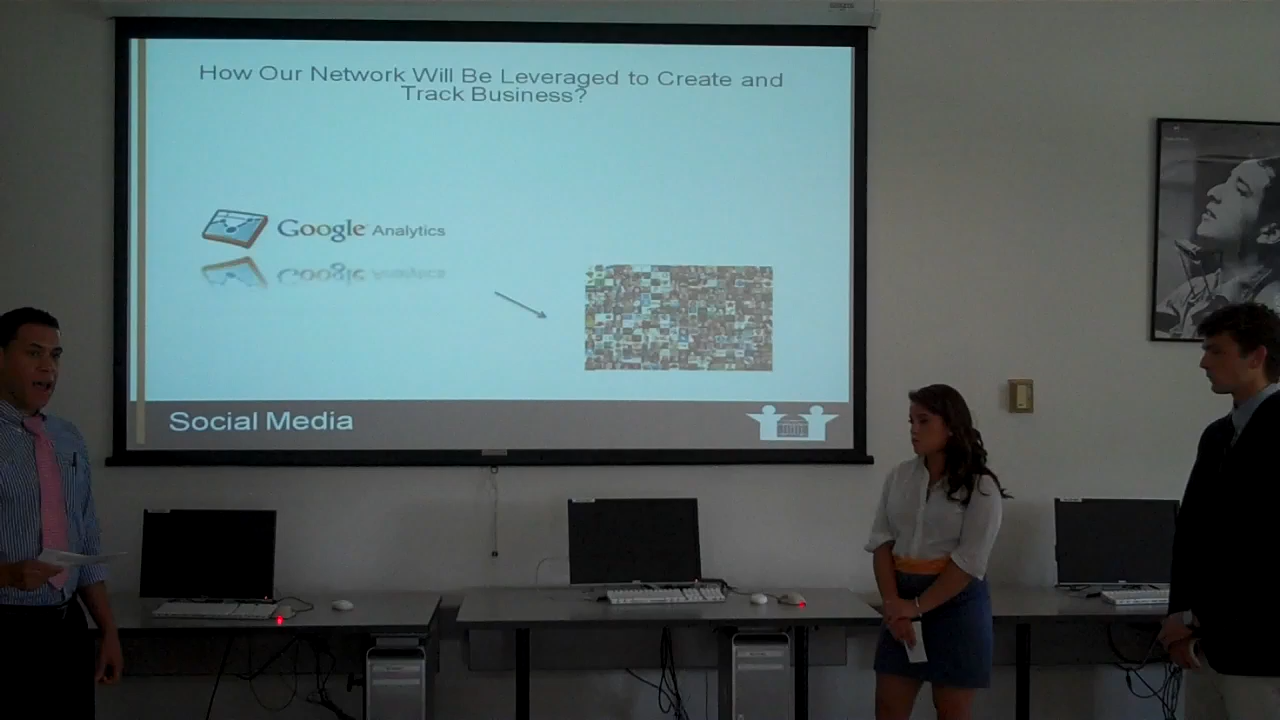 How Our Network Will Be Leveraged to Create and
Track Business?
Google Analytics
Social Media